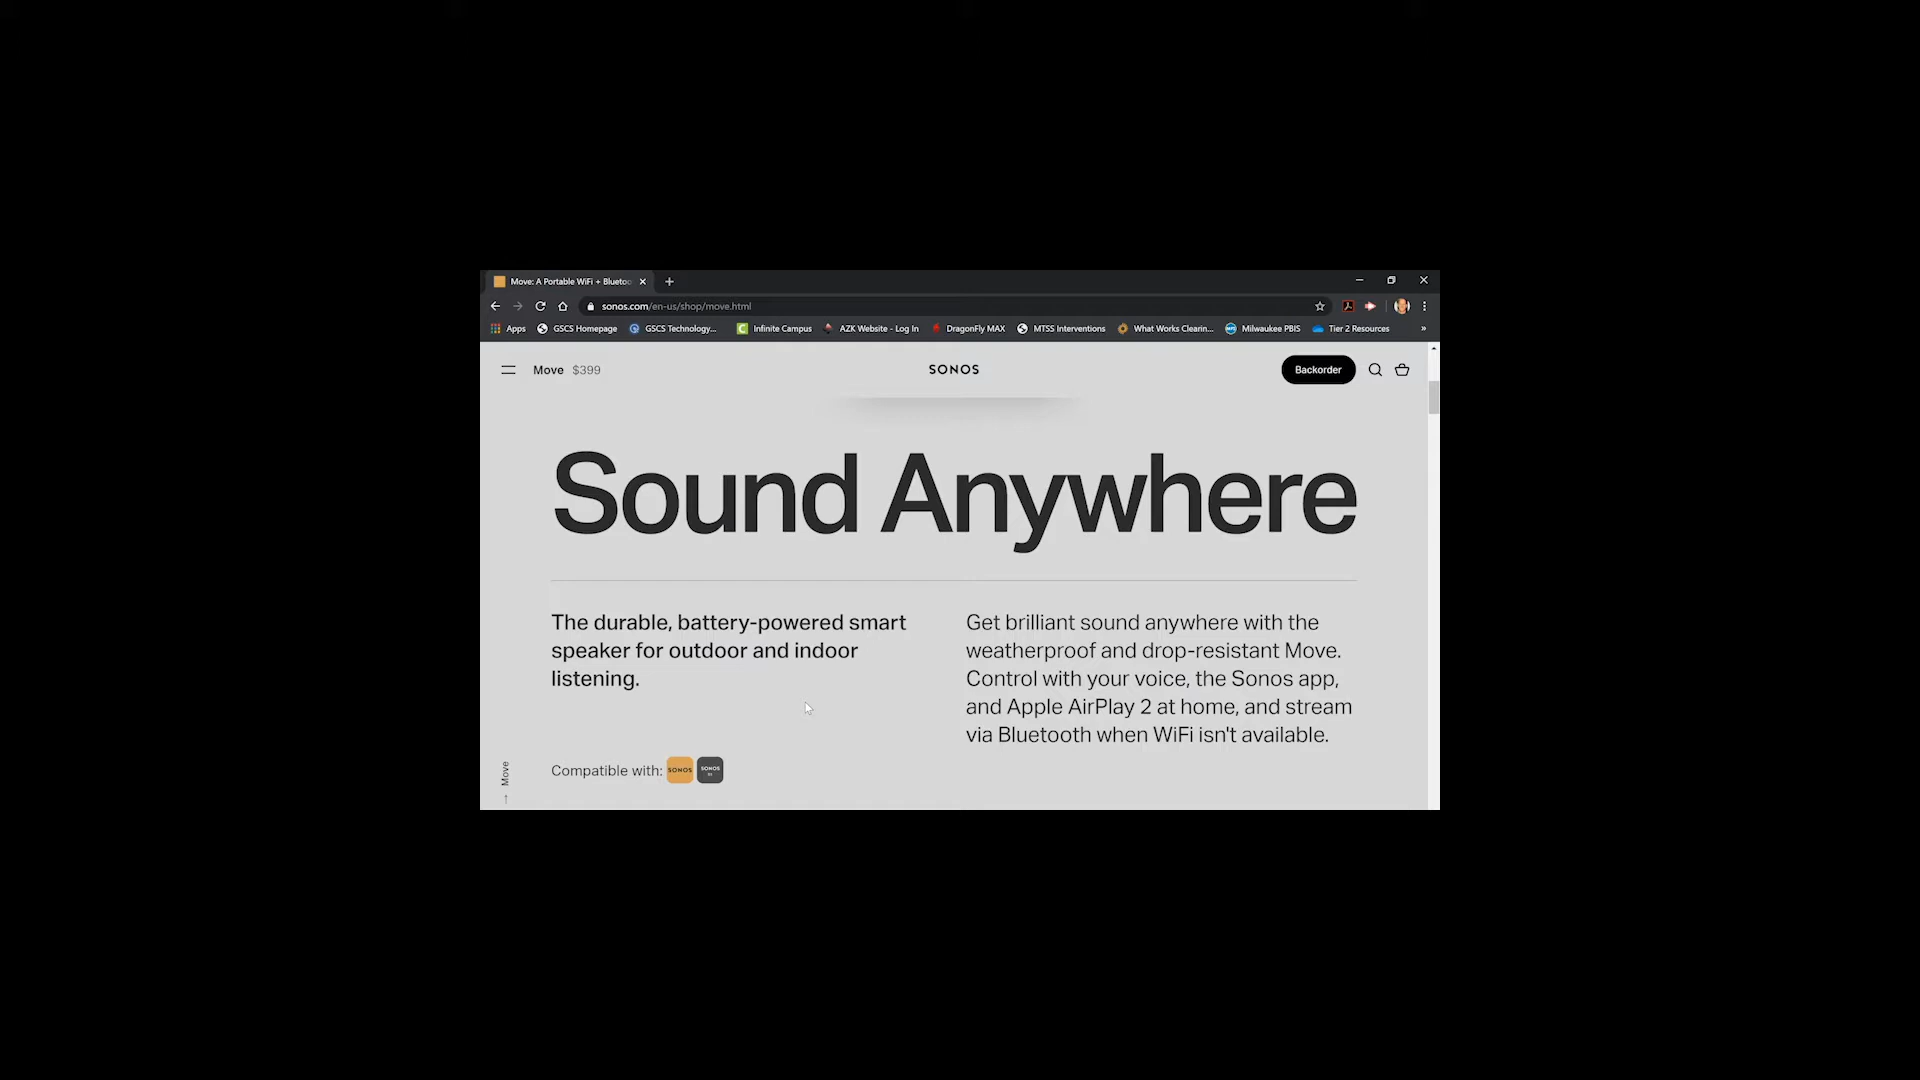 Move: A Portable WiFi + Bluetoo
sonos.com/en-us/shop/move.html
Apps GSCS Homepage GSCS Technology... Infinite Campus AZK Website - Log In DragonFly MAX MTSS Interventions What Works Clearin... Milwaukee PBIS Tier 2 Resources »
Move $399 SONOS Backorder
Sound Anywhere
The durable, battery-powered smart
speaker for outdoor and indoor
listening.
Get brilliant sound anywhere with the
weatherproof and drop-resistant Move.
Control with your voice, the Sonos app,
and Apple AirPlay 2 at home, and stream
via Bluetooth when WiFi isn't available.
Compatible with: SONOS SONOS
Move